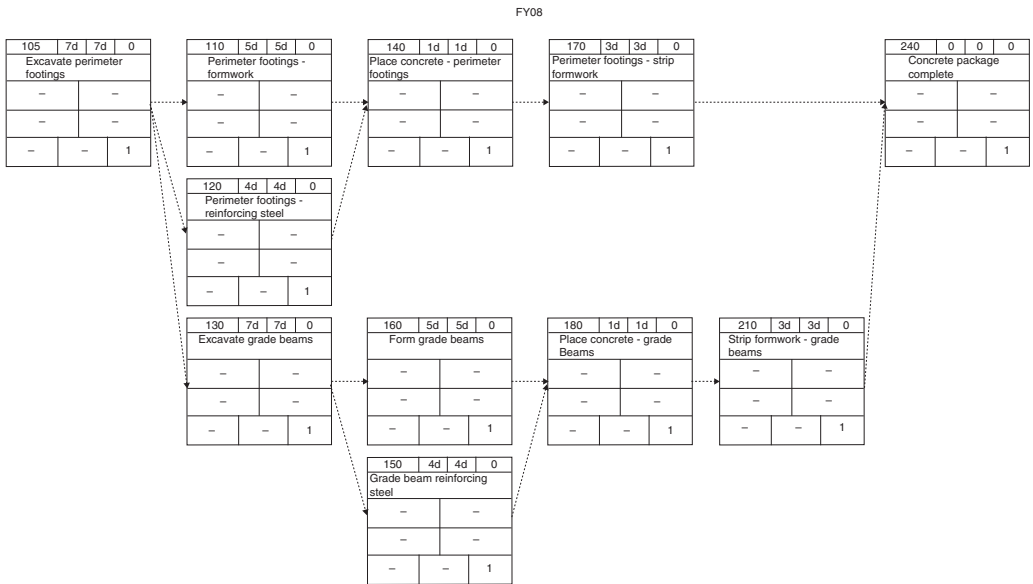 FY08
105 7d 7d 0
Excavate perimeter
footings
– –
– –
– – 1
110 5d 5d 0
Perimeter footings -
formwork
– –
– –
– – 1
140 1d 1d 0
Place concrete - perimeter
footings
– –
– –
– – 1
170 3d 3d 0
Perimeter footings - strip
formwork
– –
– –
– – 1
240 0 0 0
Concrete package
complete
– –
– –
– – 1
120 4d 4d 0
Perimeter footings -
reinforcing steel
– –
– –
– – 1
130 7d 7d 0
Excavate grade beams
– –
– –
– – 1
160 5d 5d 0
Form grade beams
– –
– –
– – 1
180 1d 1d 0
Place concrete - grade
Beams
– –
– –
– – 1
210 3d 3d 0
Strip formwork - grade
beams
– –
– –
– – 1
150 4d 4d 0
Grade beam reinforcing
steel
– –
– –
– – 1